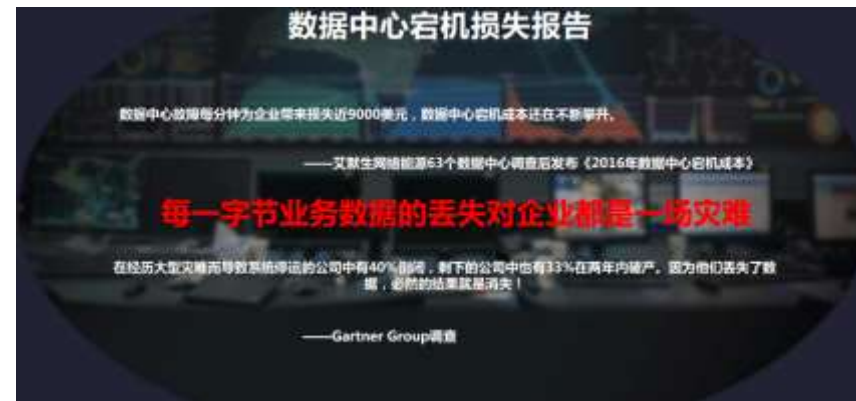 数据中心宕机损失报告
数据中心故障每分钟为企业带来损失近9000美元，数据中心宕机成本还在不断攀升。
——艾默生网络能源63个数据中心调查后发布《2016年数据中心宕机成本》
每一字节业务数据的丢失对企业都是一场灾难
在经历大型灾难而导致系统停运的公司中有40%倒闭，剩下的公司中也有33%在两年内破产。因为他们丢失了数
据，必然的结果就是消失！
——Gartner Group调查